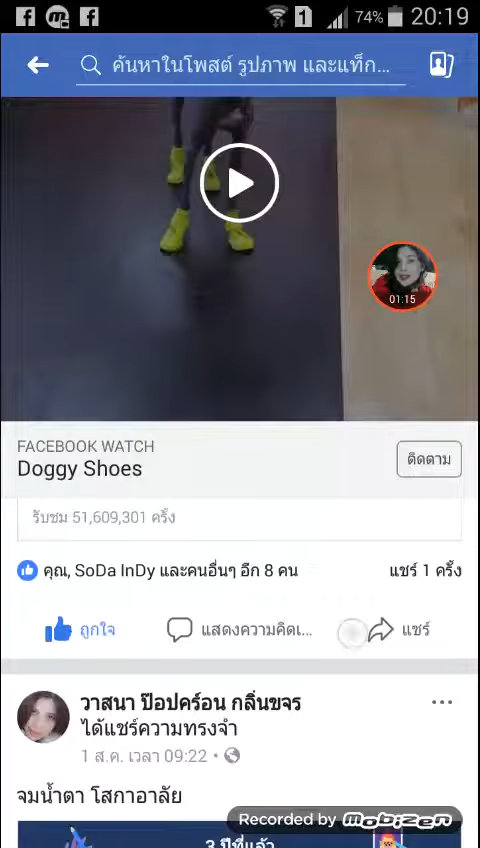 1
74%
20:19
ค้นหาในโพสต์ รูปภาพ และแท็ก...
01:15
FACEBOOK WATCH
Doggy Shoes
ติดตาม
รับชม 51,609,301 ครั้ง
คุณ, SoDa InDy และคนอื่นๆ อีก 8 คน
แชร์ 1 ครั้ง
ถูกใจ
แสดงความคิดเ...
แชร์
วาสนา ป๊อปคร์อน กลิ่นขจร
ได้แชร์ความทรงจำ
1 ส.ค. เวลา 09:22
จมน้ำตา โสกาอาลัย
Recorded by Mobizen
3 ปีที่แล้ว